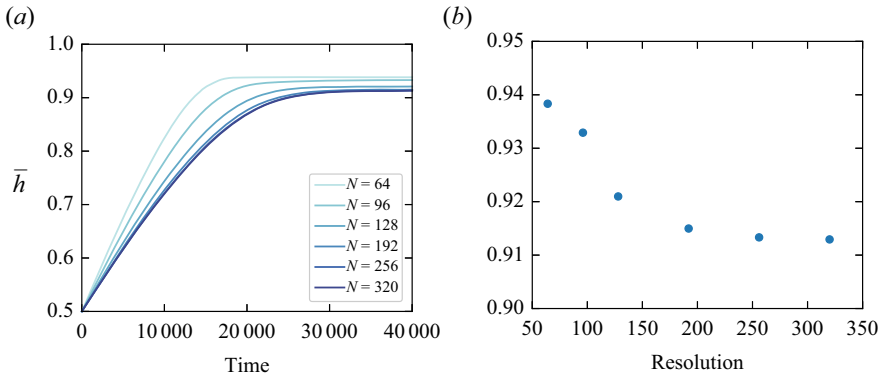 (a)
1.0
0.9
0.8
0.7
0.6
0.5
h̅
0
10 000
20 000
30 000
40 000
Time
N = 64
N = 96
N = 128
N = 192
N = 256
N = 320
(b)
0.95
0.94
0.93
0.92
0.91
0.90
50
100
150
200
250
300
350
Resolution